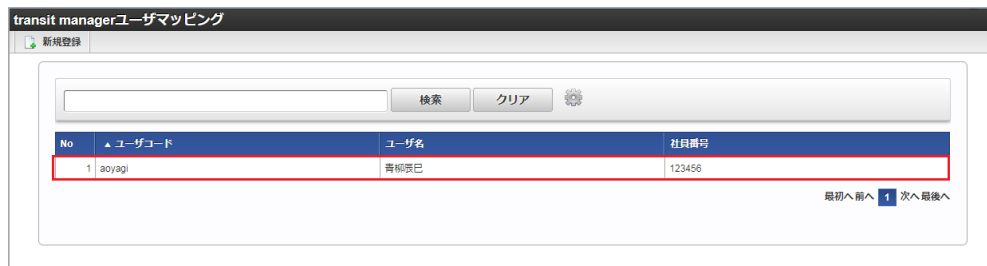 transit managerユーザマッピング
新規登録
検索 クリア
No ▲ ユーザコード ユーザ名 社員番号
1 aoyagi 青柳辰巳 123456
最初へ 前へ 1 次へ 最後へ